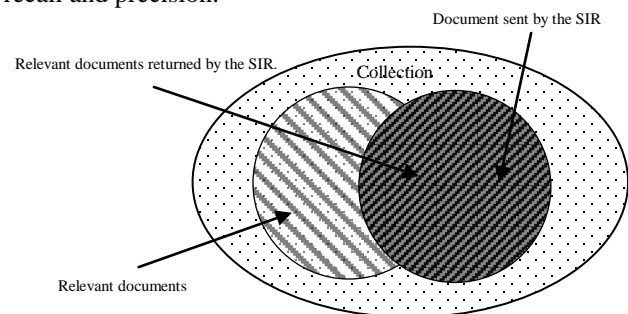 recall and precision.
Document sent by the SIR
Relevant documents returned by the SIR.
Collection
Relevant documents